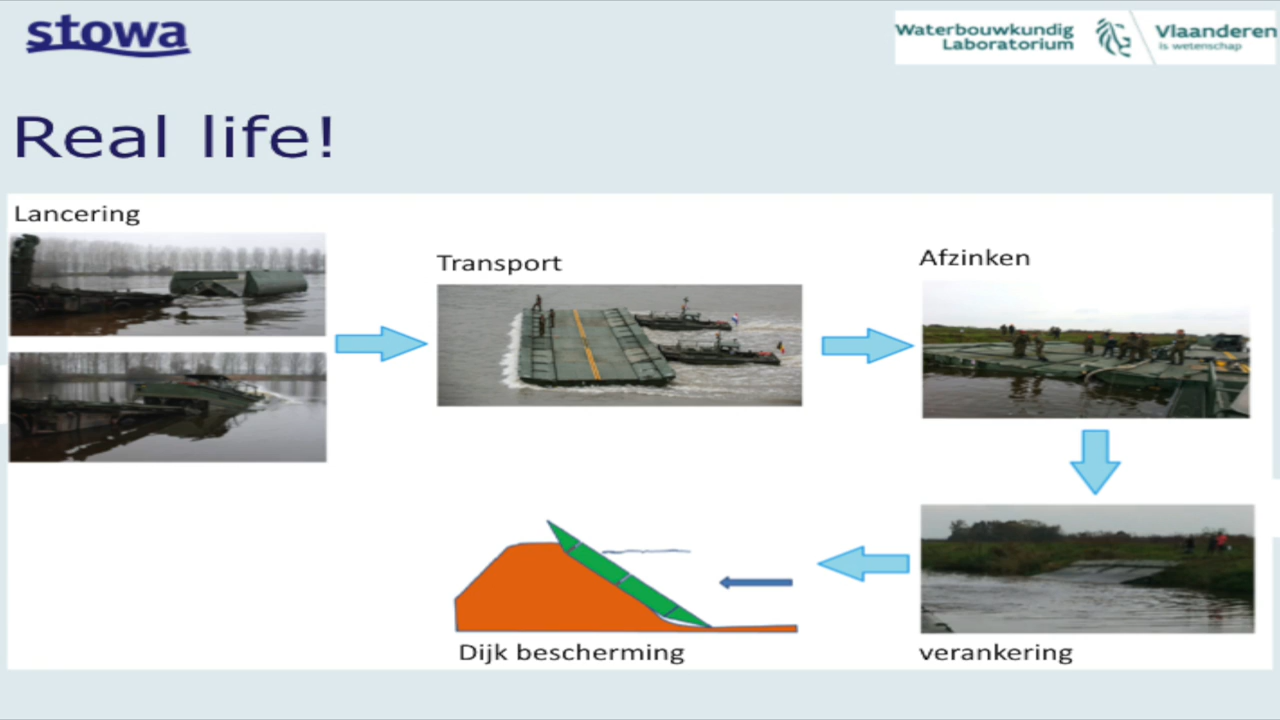 stowa
Waterbouwkundig
Laboratorium
Vlaanderen
is wetenschap
Real life!
Lancering
Transport
Afzinken
Dijk bescherming
verankering